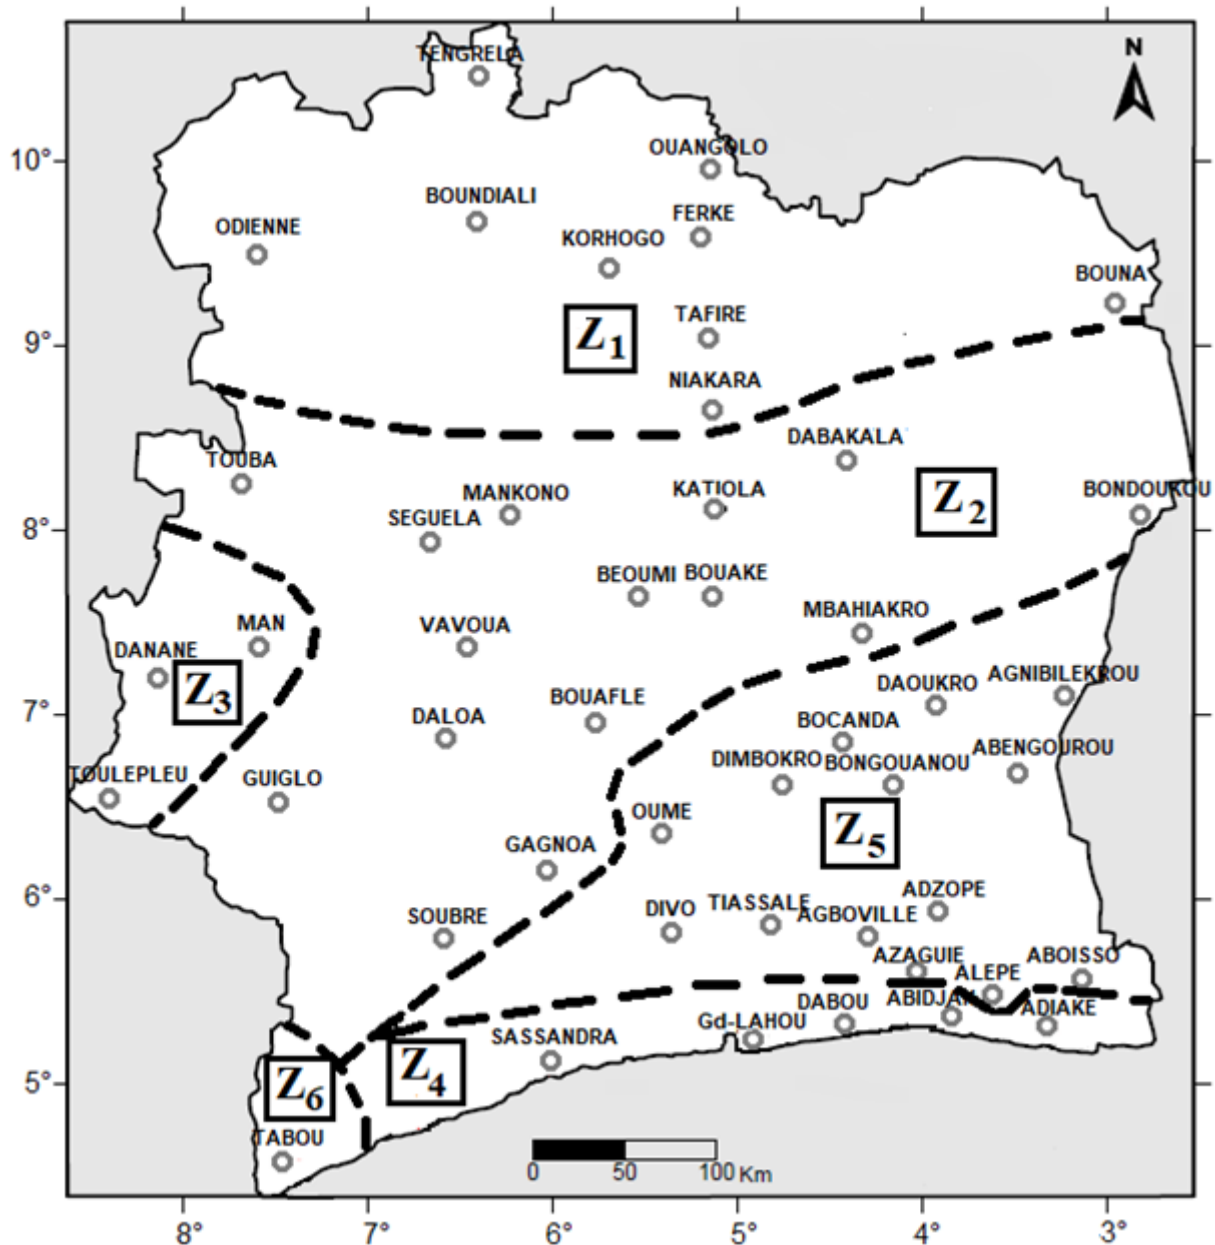 N
TENGRELA
OUANGOLO
10°
BOUNDIALI
FERKE
ODIENNE
KORHOGO
BOUNA
TAFIRE
Z1
9°
NIAKARA
DABAKALA
TOUBA
MANKONO
KATIOLA
Z2
BONDOUKOU
SEGUELA
8°
BEOUMI
BOUAKE
MBAHIAKRO
MAN
VAVOUA
DANANE
AGNIBILEKROU
Z3
DAOUKRO
BOUAFLE
7°
DALOA
BOCANDA
ABENGOUROU
DIMBOKRO
BONGOUANOU
TOULEPLEU
GUIGLO
OUME
Z5
GAGNOA
6°
ADZOPE
TIASSALE
DIVO
AGBOVILLE
SOUBRE
AZAGUIE
ABOISSO
ALEPE
DABOU
ABIDJAN
ADIAKE
Gd-LAHOU
SASSANDRA
Z4
Z6
5°
TABOU
0 50 100 Km
8° 7° 6° 5° 4° 3°